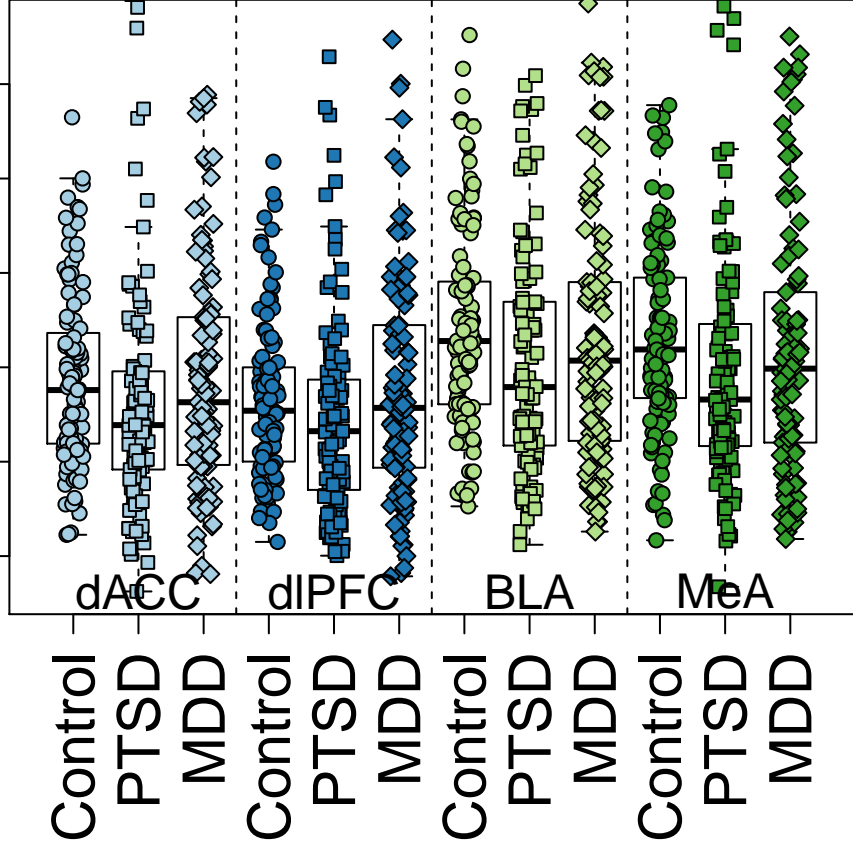 dACC dlPFC BLA MeA
Control PTSD MDD Control PTSD MDD Control PTSD MDD Control PTSD MDD